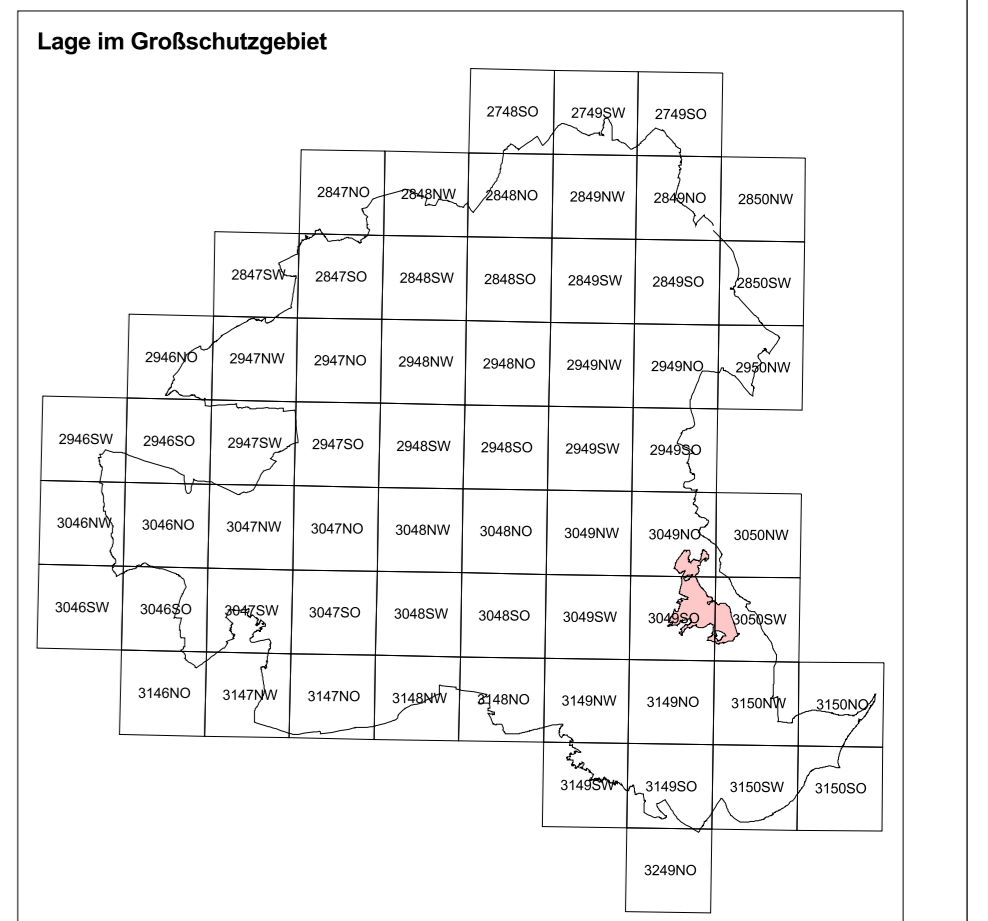 Lage im Großschutzgebiet
2748SO 2749SW 2749SO
2847NO 2848NW 2848NO 2849NW 2849NO 2850NW
2847SW 2847SO 2848SW 2848SO 2849SW 2849SO 2850SW
2946NO 2947NW 2947NO 2948NW 2948NO 2949NW 2949NO 2950NW
2946SW 2946SO 2947SW 2947SO 2948SW 2948SO 2949SW 2949SO
3046NW 3046NO 3047NW 3047NO 3048NW 3048NO 3049NW 3049NO 3050NW
3046SW 3046SO 3047SW 3047SO 3048SW 3048SO 3049SW 3049SO 3050SW
3146NO 3147NW 3147NO 3148NW 3148NO 3149NW 3149NO 3150NW 3150NO
3149SW 3149SO 3150SW 3150SO
3249NO